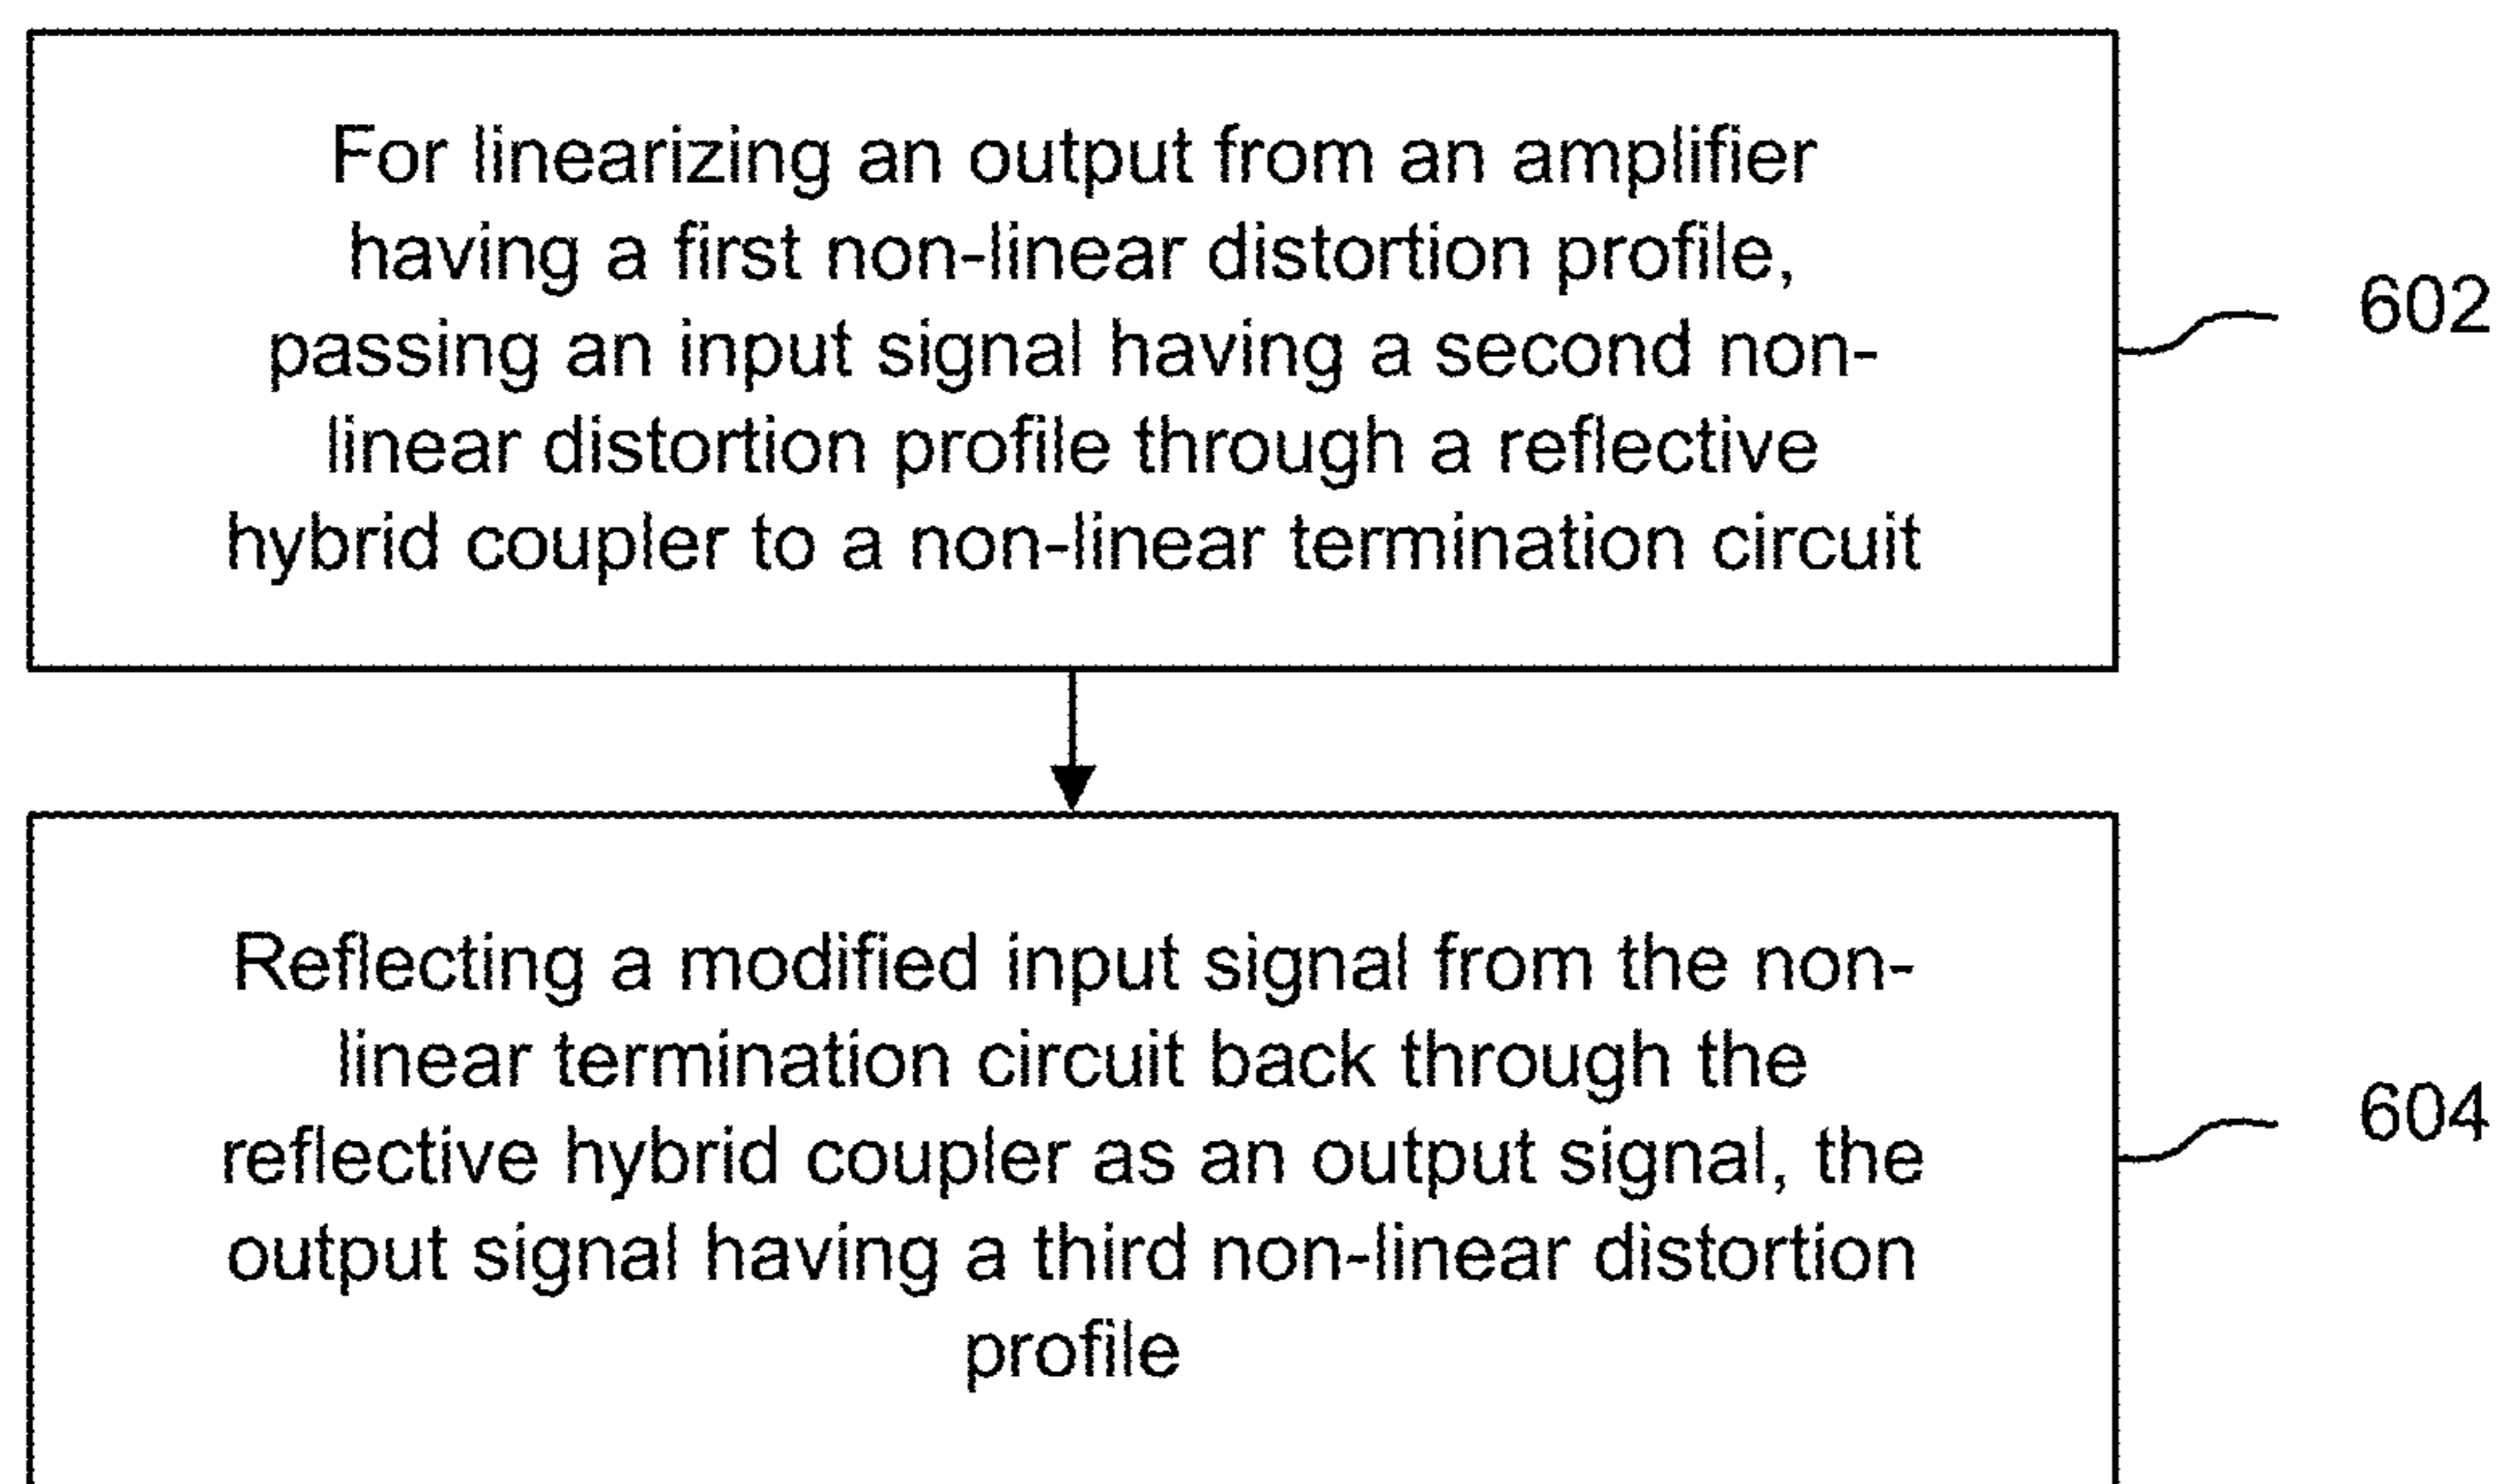 For linearizing an output from an amplifier
having a first non-linear distortion profile,
passing an input signal having a second non-
linear distortion profile through a reflective
hybrid coupler to a non-linear termination circuit
602
Reflecting a modified input signal from the non-
linear termination circuit back through the
reflective hybrid coupler as an output signal, the
output signal having a third non-linear distortion
profile
604